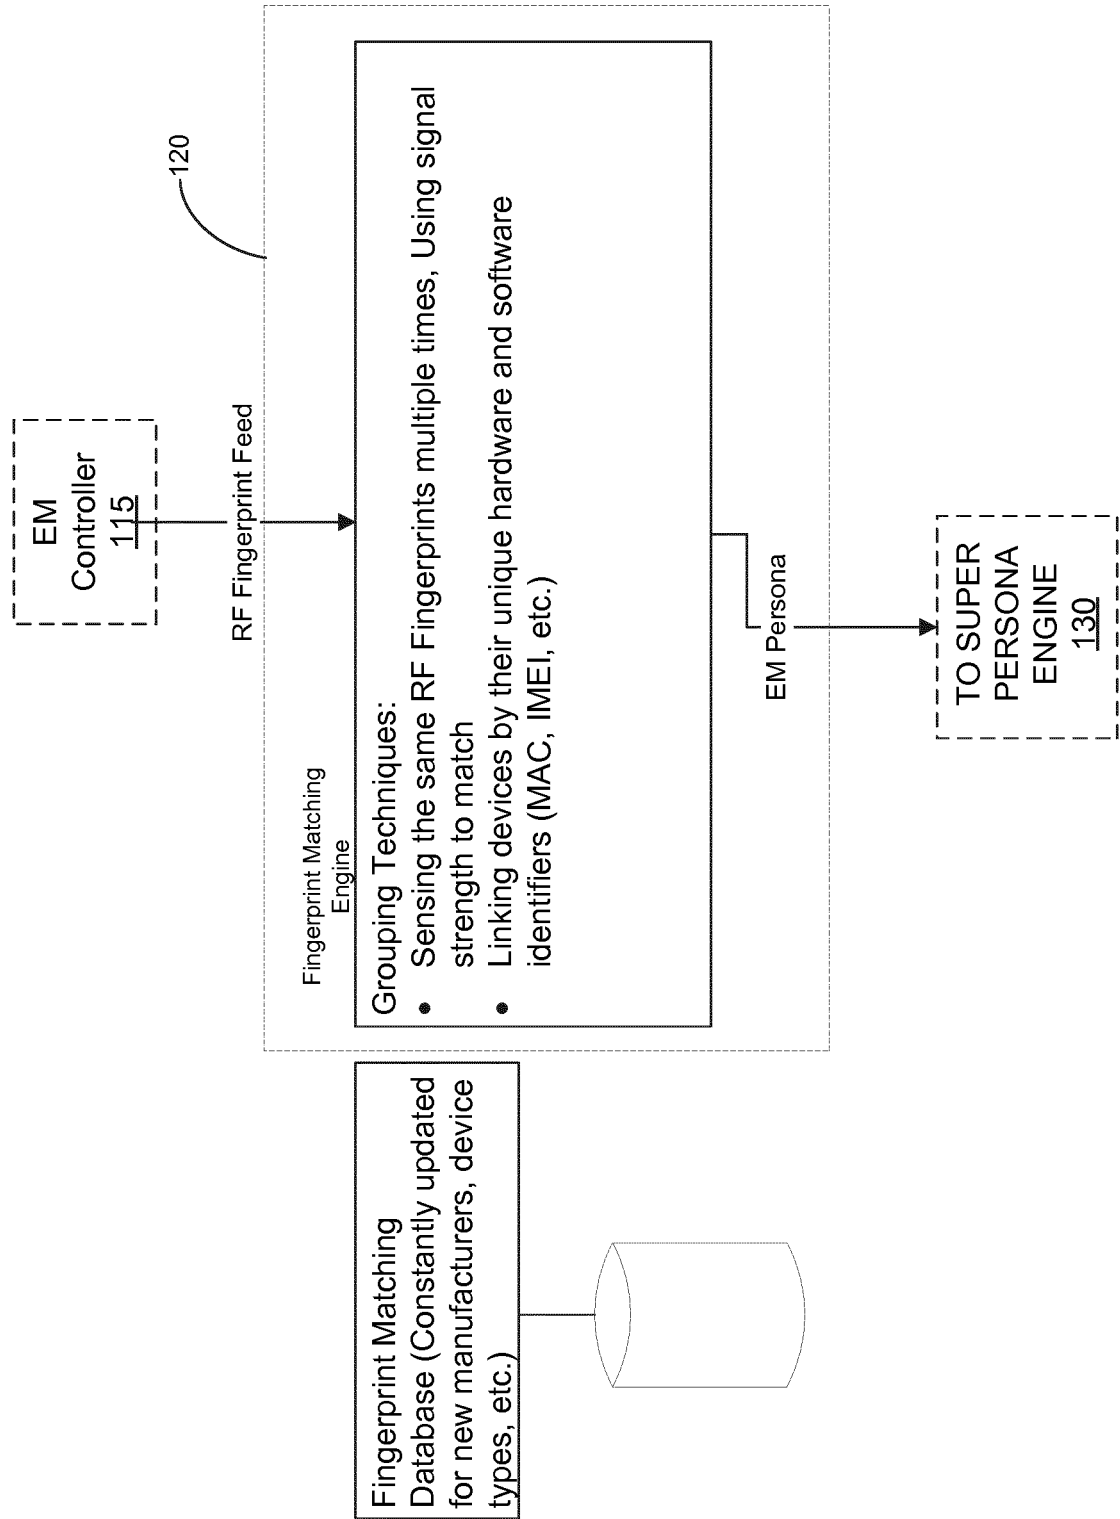 EM
Controller
115
RF Fingerprint Feed
120
Fingerprint Matching
Engine
Grouping Techniques:
• Sensing the same RF Fingerprints multiple times, Using signal
strength to match
• Linking devices by their unique hardware and software
identifiers (MAC, IMEI, etc.)
Fingerprint Matching
Database (Constantly updated
for new manufacturers, device
types, etc.)
EM Persona
TO SUPER
PERSONA
ENGINE
130